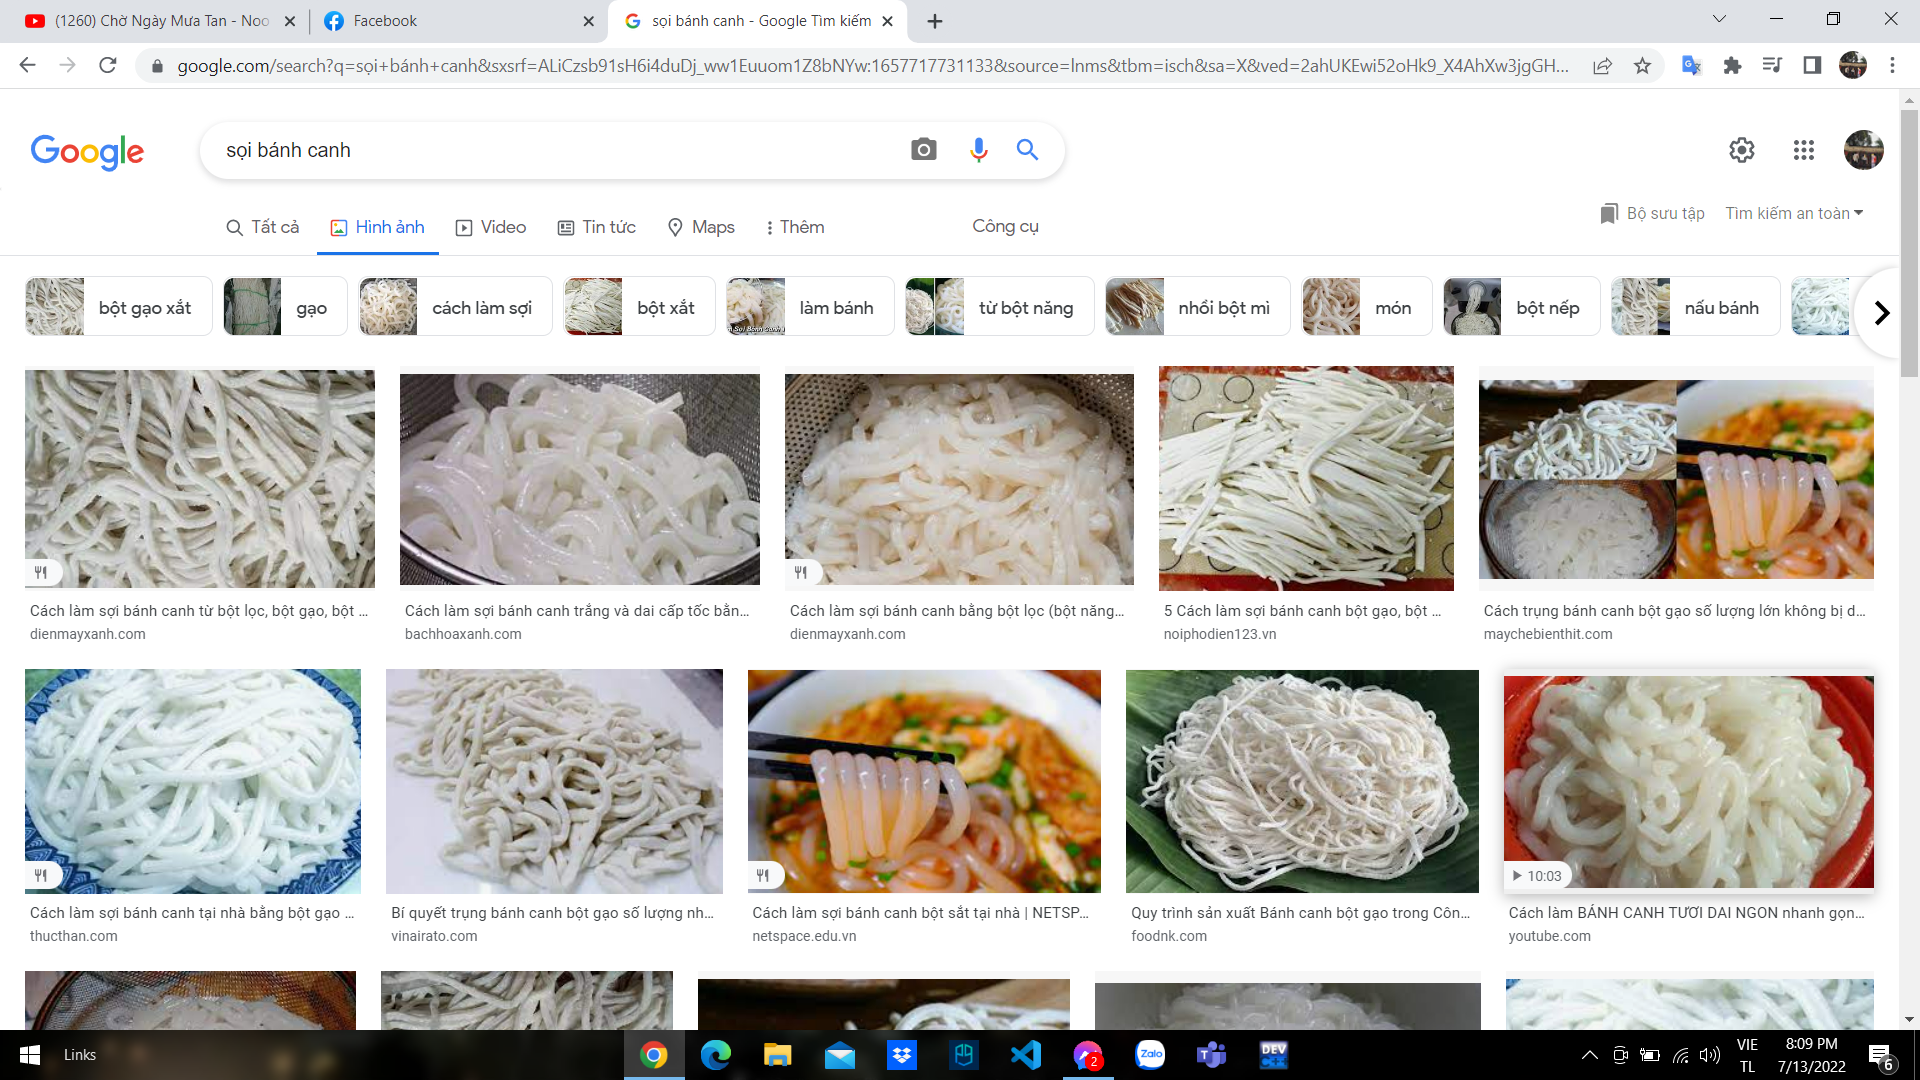 (1260) Chờ Ngày Mưa Tan - Noo
Facebook
sọi bánh canh - Google Tìm kiếm
google.com/search?q=sọi+bánh+canh&sxsrf=ALiCzsb91sH6i4duDj_ww1Euuom1Z8bNYw:1657717731133&source=lnms&tbm=isch&sa=X&ved=2ahUKEwi52oHk9_X4AhXw3jgGH...
Google
sọi bánh canh
Tất cả
Hình ảnh
Video
Tin tức
Maps
Thêm
Công cụ
Bộ sưu tập
Tìm kiếm an toàn
bột gạo xắt
gạo
cách làm sợi
bột xắt
làm bánh
từ bột năng
nhồi bột mì
món
bột nếp
nấu bánh
Cách làm sợi bánh canh từ bột lọc, bột gạo, bột ...
dienmayxanh.com
Cách làm sợi bánh canh trắng và dai cấp tốc bằn...
bachhoaxanh.com
Cách làm sợi bánh canh bằng bột lọc (bột năng...
dienmayxanh.com
5 Cách làm sợi bánh canh bột gạo, bột ...
noiphodien123.vn
Cách trụng bánh canh bột gạo số lượng lớn không bị d...
maychebienthit.com
10:03
Cách làm sợi bánh canh tại nhà bằng bột gạo ...
thucthan.com
Bí quyết trụng bánh canh bột gạo số lượng nh...
vinairato.com
Cách làm sợi bánh canh bột sắt tại nhà | NETSP...
netspace.edu.vn
Quy trình sản xuất Bánh canh bột gạo trong Côn...
foodnk.com
Cách làm BÁNH CANH TƯƠI DAI NGON nhanh gọn...
youtube.com
Links
2
Zalo
DEV
C++
VIE
TL
8:09 PM
7/13/2022
6